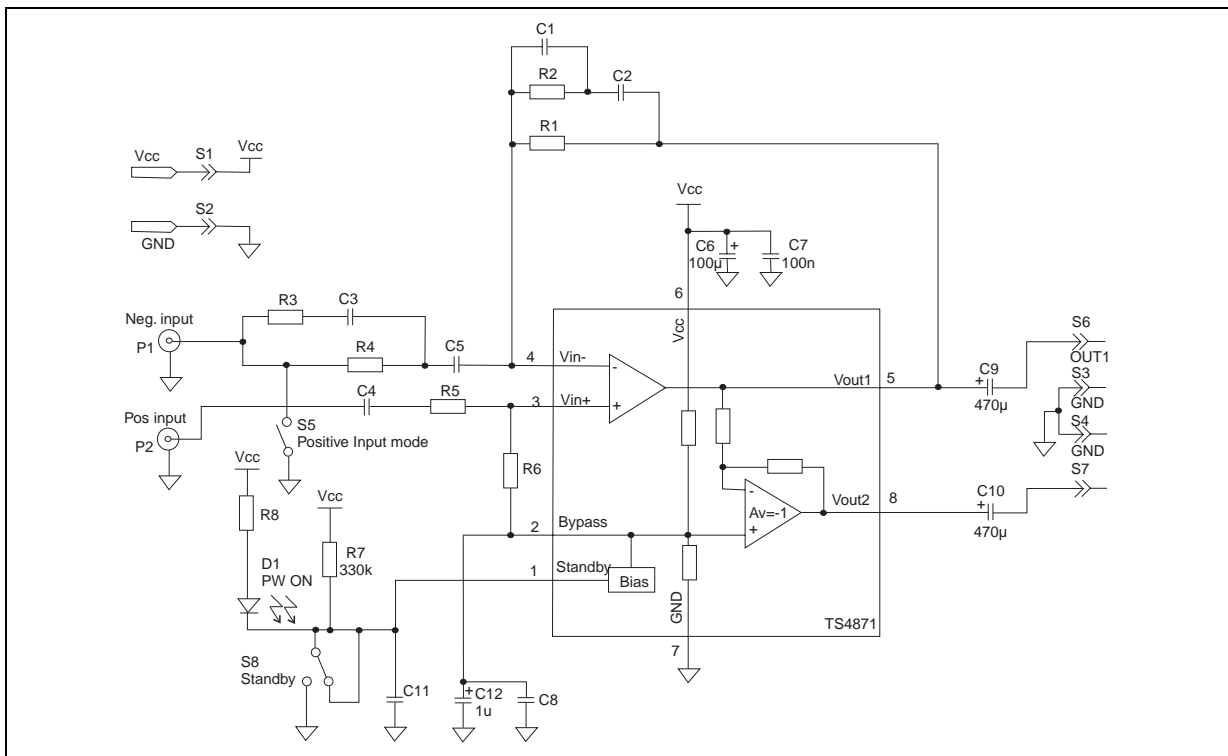 C1
R2
C2
R1
Vcc
S1
Vcc
S2
GND
Vcc
C6
+
C7
100µ
100n
6
R3
C3
Neg. input
P1
R4
C5
4
Vin-
-
Vcc
Vout1
5
S6
OUT1
C9
+
470µ
S3
GND
S4
GND
Pos input
P2
C4
R5
3
Vin+
+
S5
Positive Input mode
R6
S7
Vcc
R8
Vcc
R7
330k
2
Bypass
-
Av=-1
+
Vout2
8
C10
+
470µ
D1
PW ON
1
Standby
Bias
GND
TS4871
7
S8
Standby
C11
+
C12
1u
C8